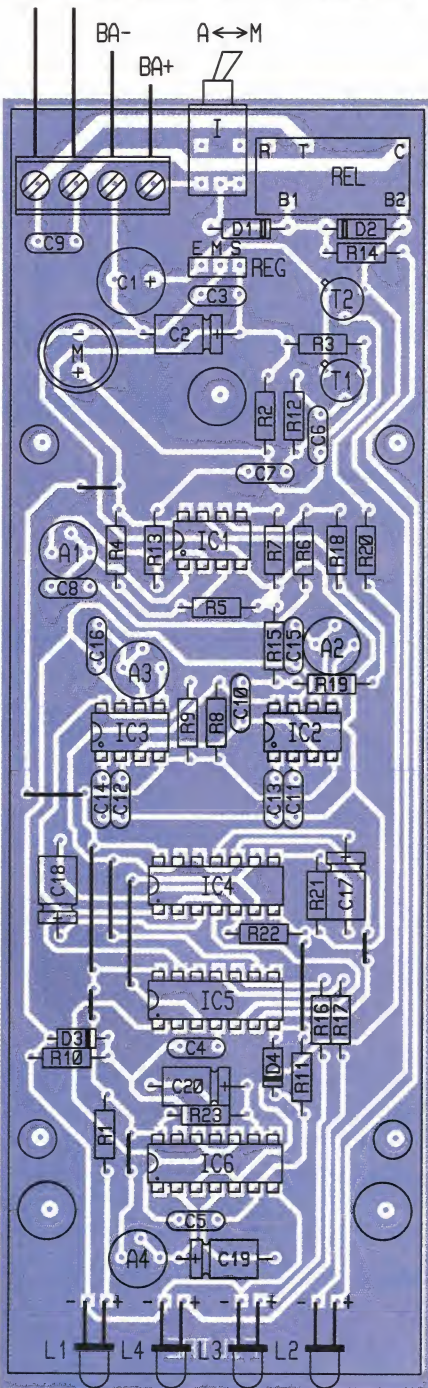 BA- A↔M
BA+
I
R T REL C
B1 B2
C9 D1 D2
R14
E M S REG
C1 + C3 T2
C2 + R3
M
+
T1
R2 R12 C6
C7
A1 R4 R13 IC1 R7 R6 R18 R20
C8
R5
C16 A3 R15 C15 A2
R19
IC3 R9 R8 C10 IC2
C14 C12 C13 C11
C18 + IC4 R21 C17 +
R22
IC5 R16 R17
D3 C4
R10 D4 R11
C20 +
R1 R23
IC6
C5
A4 + C19
- + - + - + - +
L1 L4 L3 L2